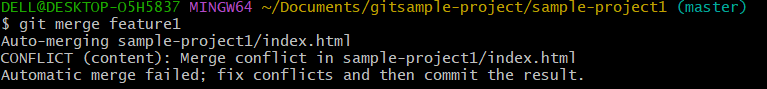 DELL@DESKTOP-O5H5837 MINGW64 ~/Documents/gitsample-project/sample-project1 (master)
$ git merge feature1
Auto-merging sample-project1/index.html
CONFLICT (content): Merge conflict in sample-project1/index.html
Automatic merge failed; fix conflicts and then commit the result.